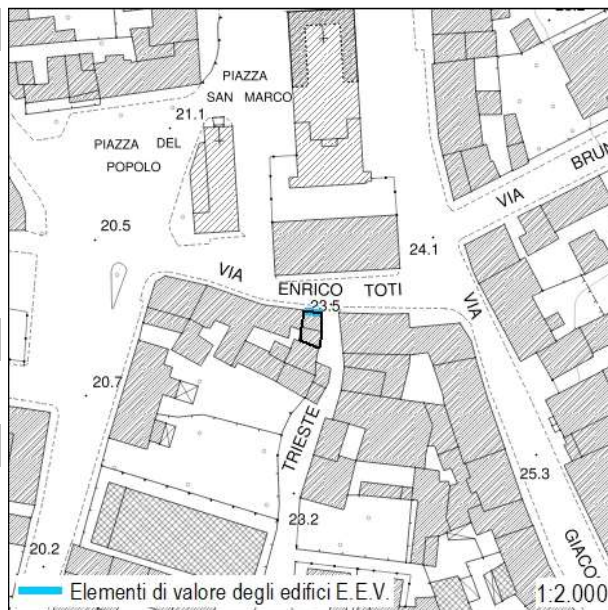 PIAZZA
SAN MARCO
21.1
PIAZZA DEL
POPOLO
VIA BRUN
20.5
24.1
VIA
ENRICO TOTI
23.5
VIA
20.7
TRIESTE
25.3
23.2
GIACO
20.2
Elementi di valore degli edifici E.E.V.
1:2.000